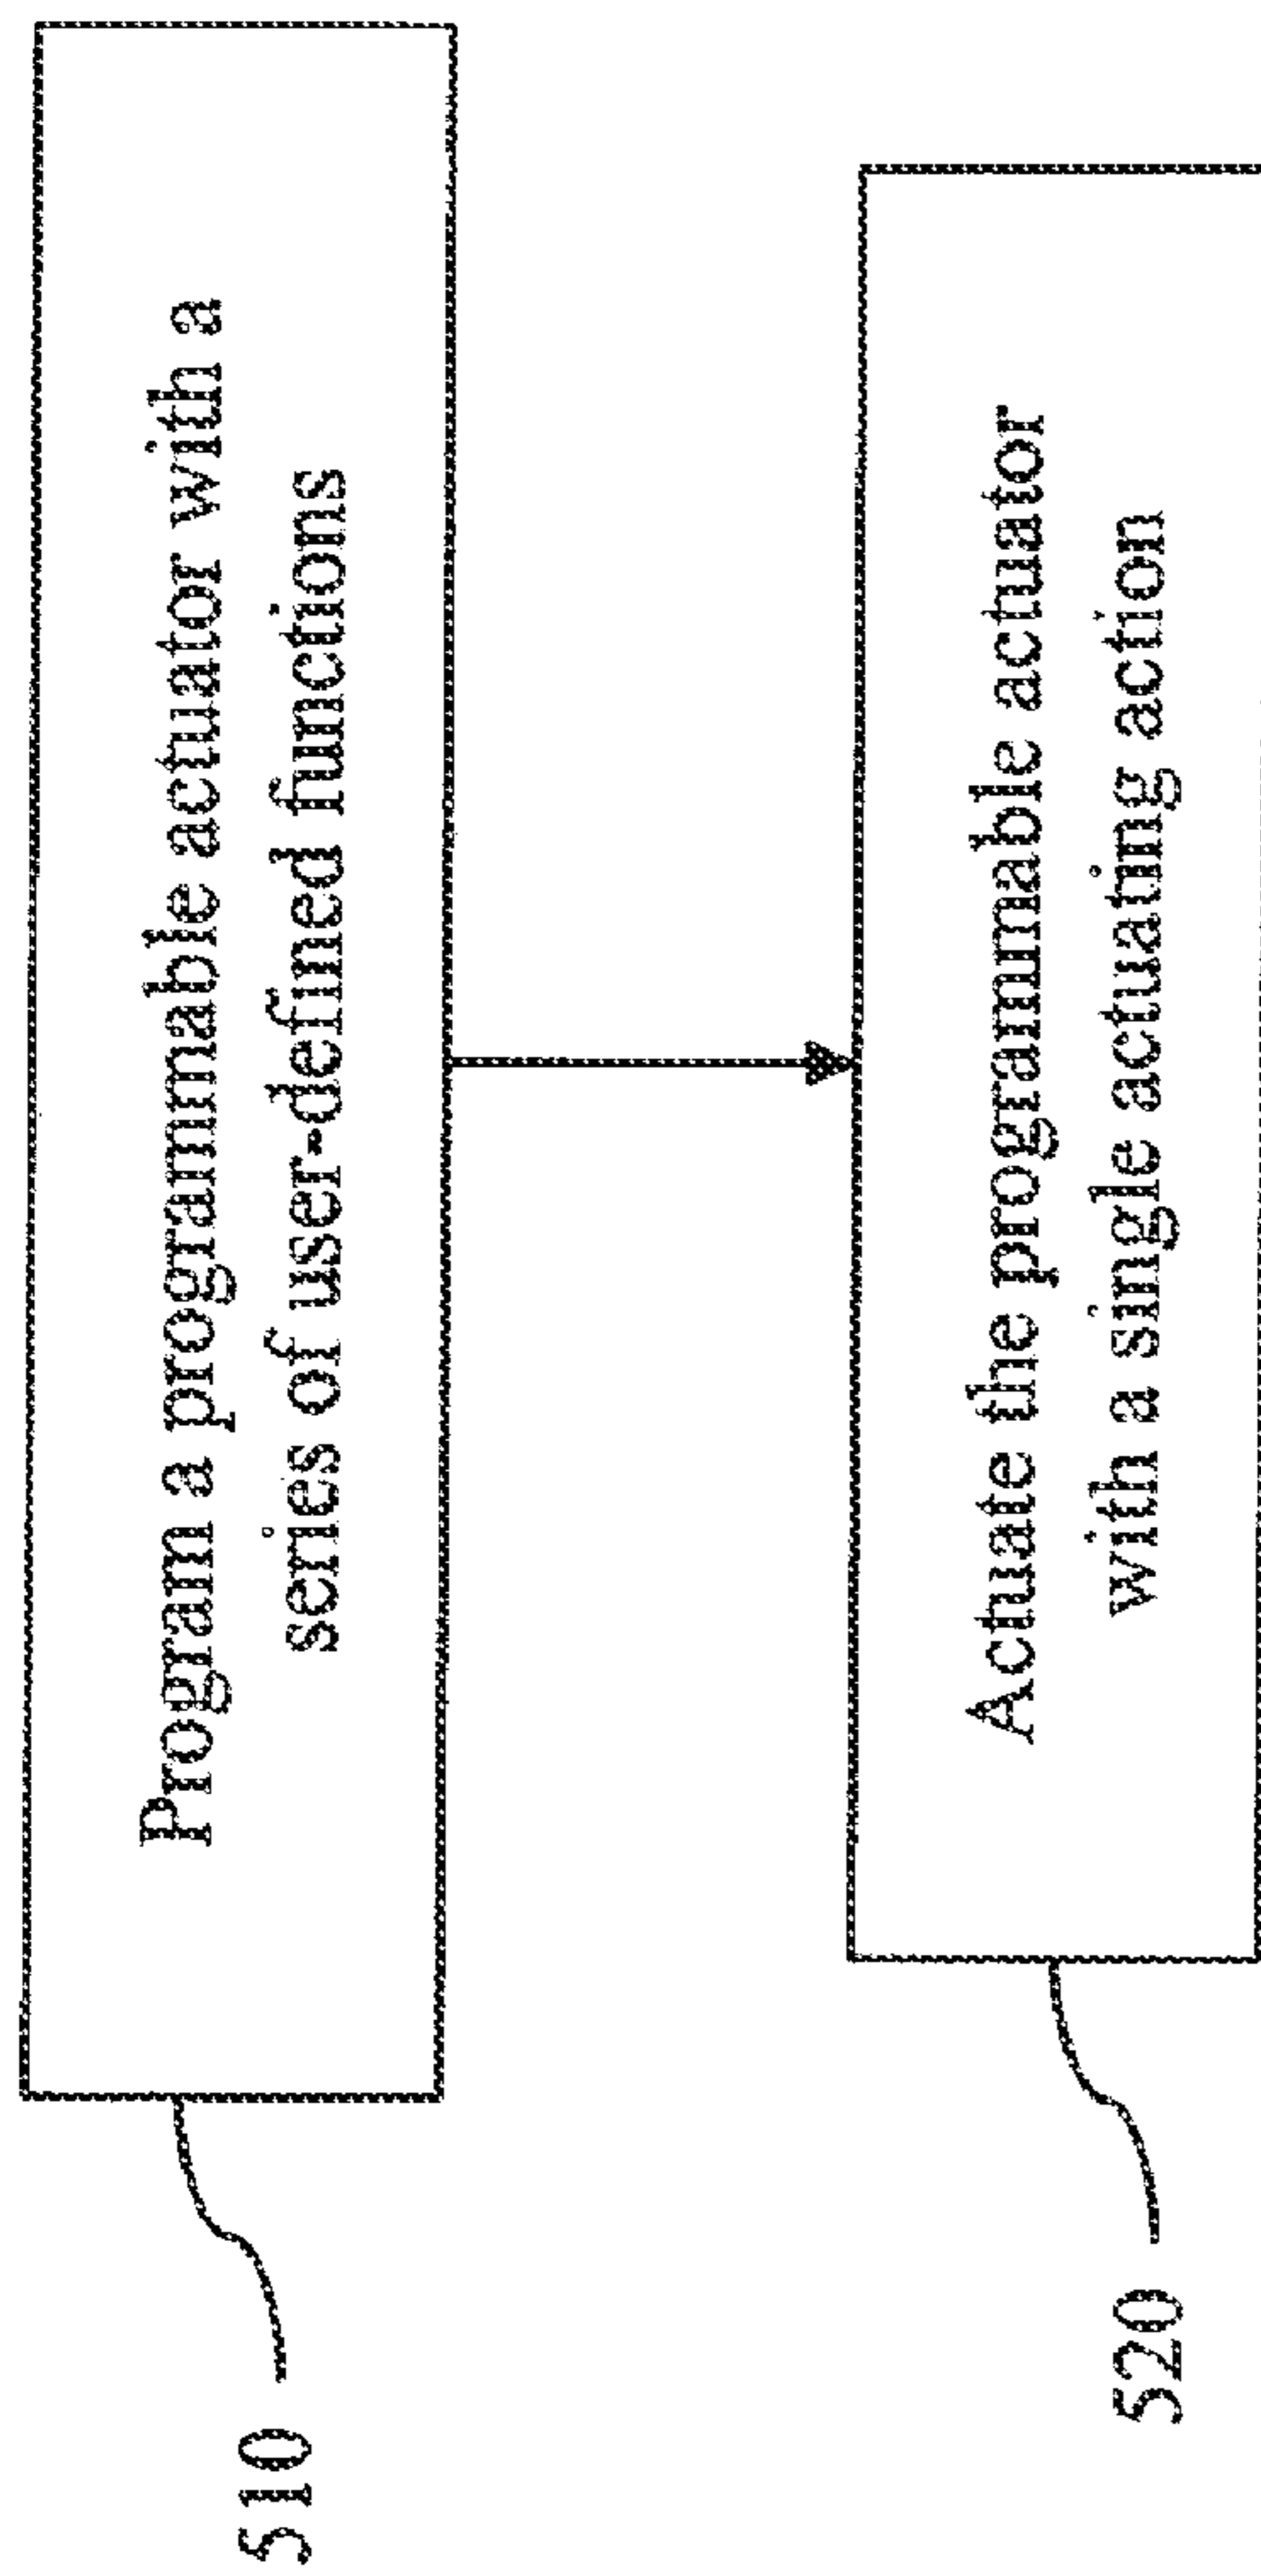 Program a programmable actuator with a
series of user-defined functions
510
Actuate the programmable actuator
with a single actuating action
520